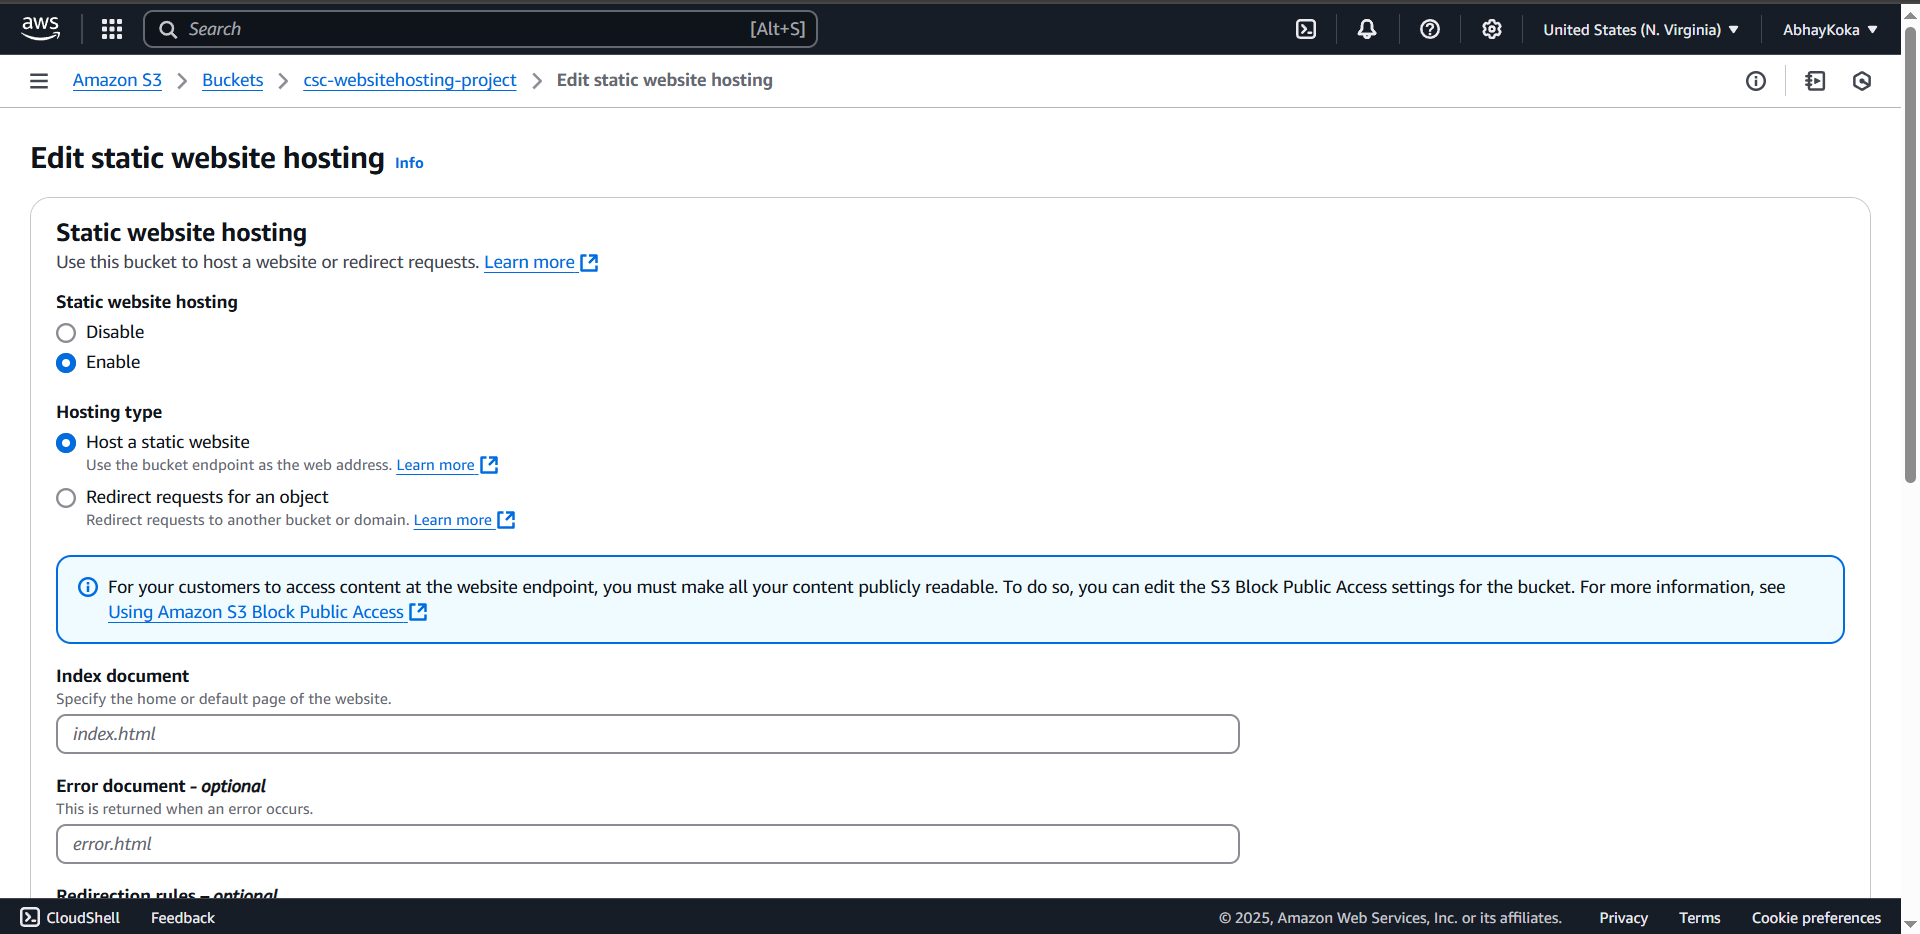 aws
Search [Alt+S]
United States (N. Virginia)
AbhayKoka
Amazon S3 > Buckets > csc-websitehosting-project > Edit static website hosting
Edit static website hosting Info
Static website hosting
Use this bucket to host a website or redirect requests. Learn more
Static website hosting
Disable
Enable
Hosting type
Host a static website
Use the bucket endpoint as the web address. Learn more
Redirect requests for an object
Redirect requests to another bucket or domain. Learn more
For your customers to access content at the website endpoint, you must make all your content publicly readable. To do so, you can edit the S3 Block Public Access settings for the bucket. For more information, see
Using Amazon S3 Block Public Access
Index document
Specify the home or default page of the website.
index.html
Error document - optional
This is returned when an error occurs.
error.html
Redirection rules – optional
CloudShell Feedback © 2025, Amazon Web Services, Inc. or its affiliates. Privacy Terms Cookie preferences